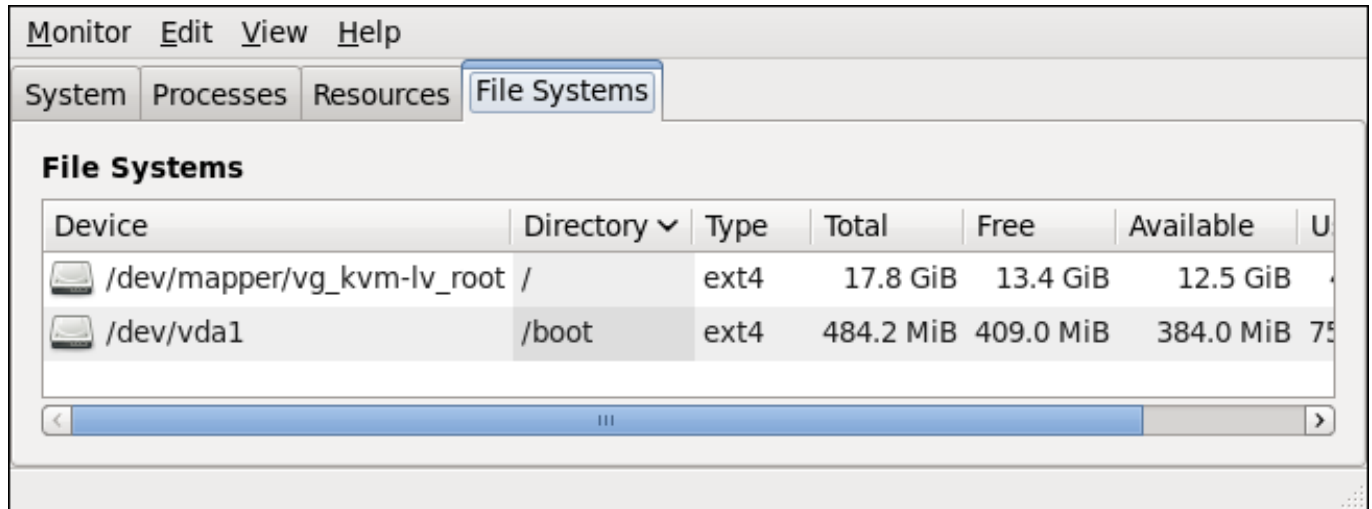 Monitor Edit View Help
System Processes Resources File Systems
File Systems
Device Directory Type Total Free Available
/dev/mapper/vg_kvm-lv_root / ext4 17.8 GiB 13.4 GiB 12.5 GiB
/dev/vda1 /boot ext4 484.2 MiB 409.0 MiB 384.0 MiB